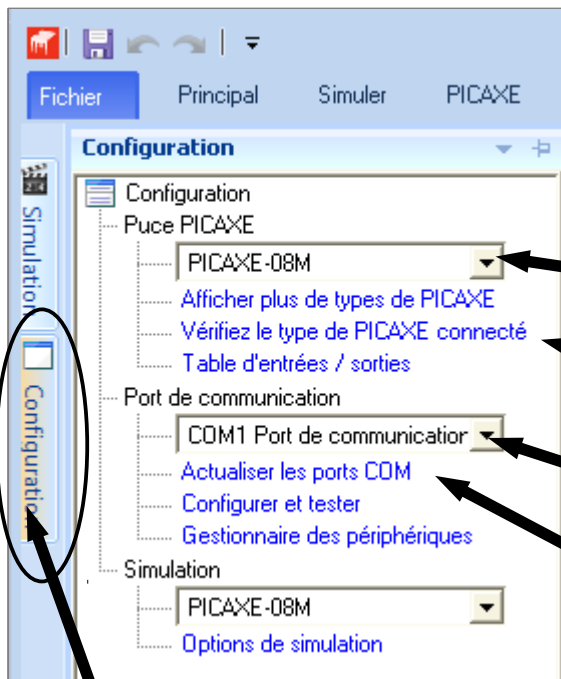 Fichier Principal Simuler PICAXE
Configuration
Simulation
Configuration
Configuration
Puce PICAXE
PICAXE-08M
Afficher plus de types de PICAXE
Vérifiez le type de PICAXE connecté
Table d'entrées / sorties
Port de communication
COM1 Port de communication
Actualiser les ports COM
Configurer et tester
Gestionnaire des périphériques
Simulation
PICAXE-08M
Options de simulation